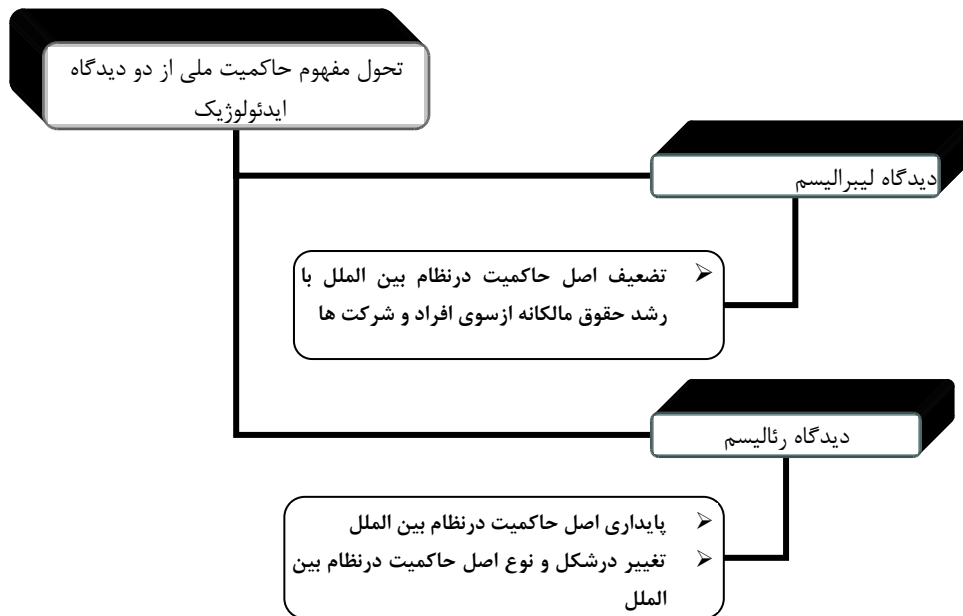 تحول مفهوم حاکمیت ملی از دو دیدگاه
ایدئولوژیک
دیدگاه لیبرالیسم
➢ تضعیف اصل حاکمیت درنظام بین الملل با
رشد حقوق مالکانه ازسوی افراد و شرکت ها
دیدگاه رئالیسم
➢ پایداری اصل حاکمیت درنظام بین الملل
➢ تغییر درشکل و نوع اصل حاکمیت درنظام بین
الملل